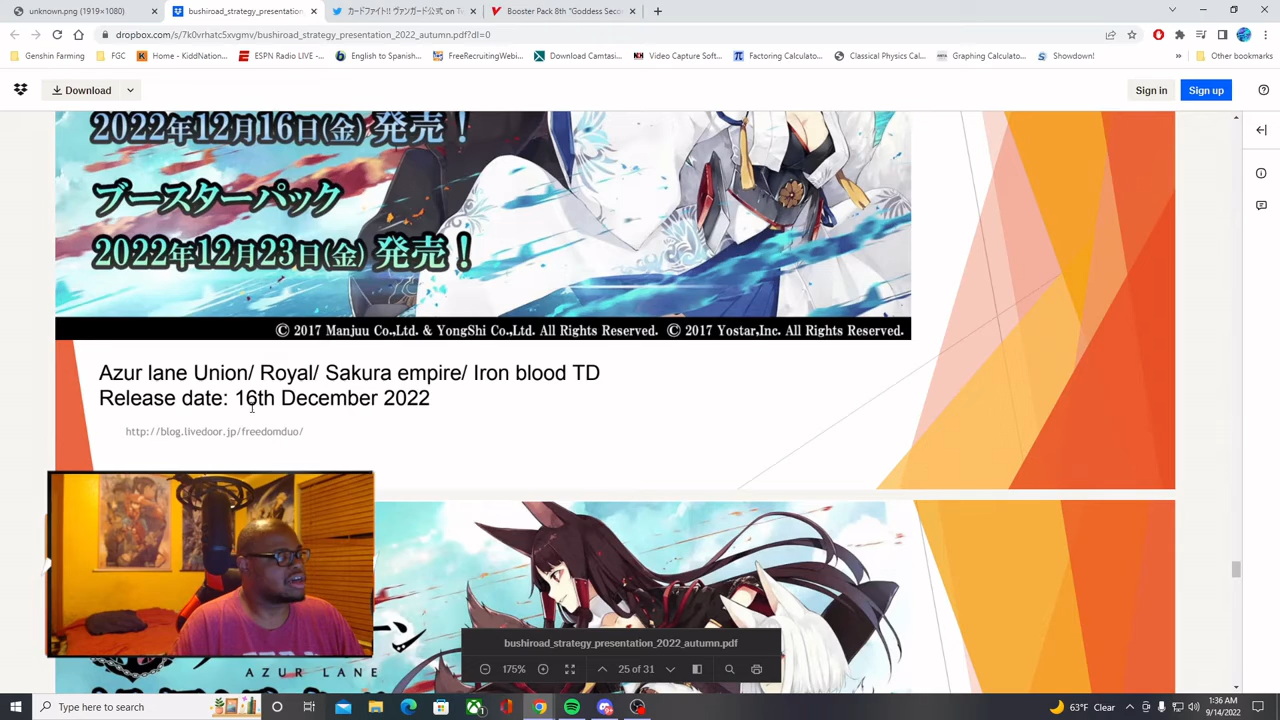 unknown.png (1919×1080)
bushiroad_strategy_presentation_
カードファイト!! ヴァンガード公式 on Tw
Booster Pack 8th "Goddess Secon
dropbox.com/s/7k0vrhatc5xvgmv/bushiroad_strategy_presentation_2022_autumn.pdf?dl=0
Genshin Farming
FGC
Home - KiddNation...
ESPN Radio LIVE -...
English to Spanish...
FreeRecruitingWebi...
Download Camtasi...
Video Capture Soft...
Factoring Calculato...
Classical Physics Cal...
Graphing Calculato...
Showdown!
»
Other bookmarks
Download
Sign in
Sign up
2022年12月16日(金) 発売！
ブースターパック
2022年12月23日(金) 発売！
© 2017 Manjuu Co.,Ltd. & YongShi Co.,Ltd. All Rights Reserved. © 2017 Yostar,Inc. All Rights Reserved.
Azur lane Union/ Royal/ Sakura empire/ Iron blood TD
Release date: 16th December 2022
http://blog.livedoor.jp/freedomduo/
AZUR LANE
bushiroad_strategy_presentation_2022_autumn.pdf
175%
25 of 31
Type here to search
63°F Clear
1:36 AM
9/14/2022